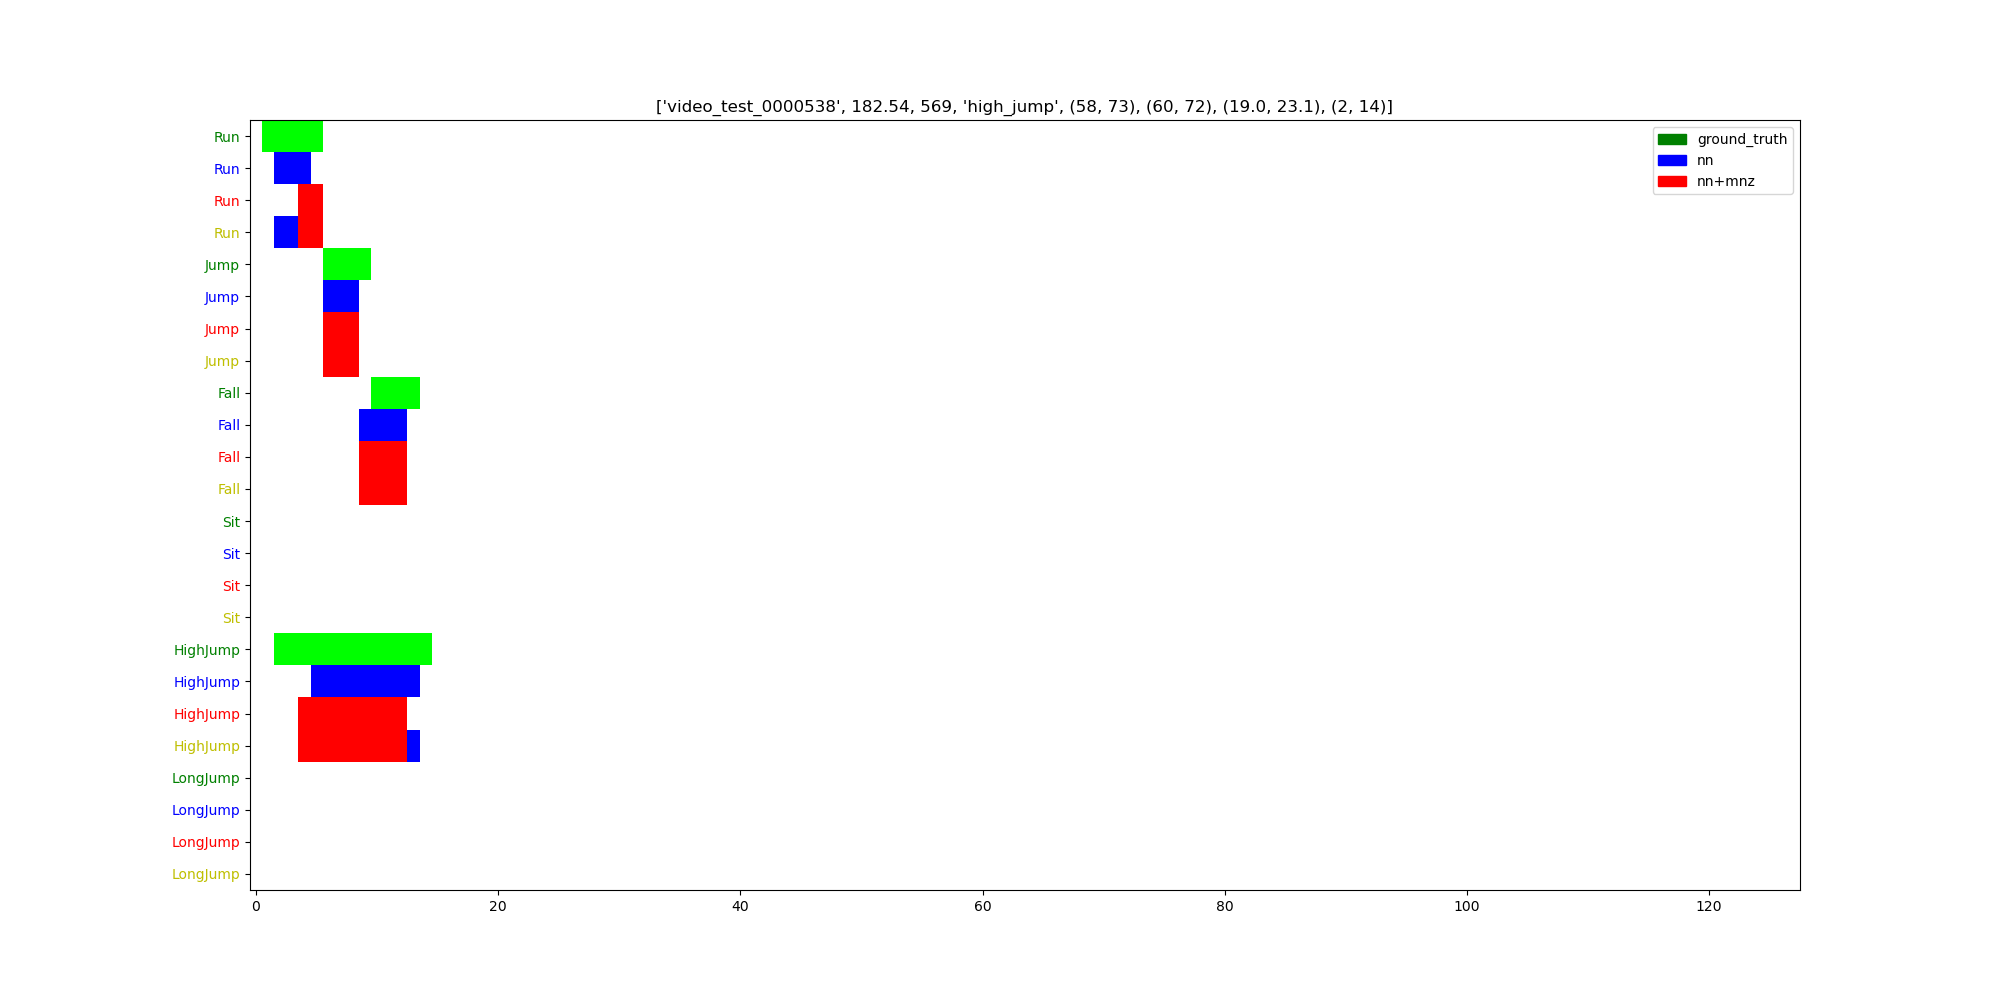 ['video_test_0000538', 182.54, 569, 'high_jump', (58, 73), (60, 72), (19.0, 23.1), (2, 14)]
ground_truth
nn
nn+mnz
Run
Run
Run
Run
Jump
Jump
Jump
Jump
Fall
Fall
Fall
Fall
Sit
Sit
Sit
Sit
HighJump
HighJump
HighJump
HighJump
LongJump
LongJump
LongJump
LongJump
0 20 40 60 80 100 120